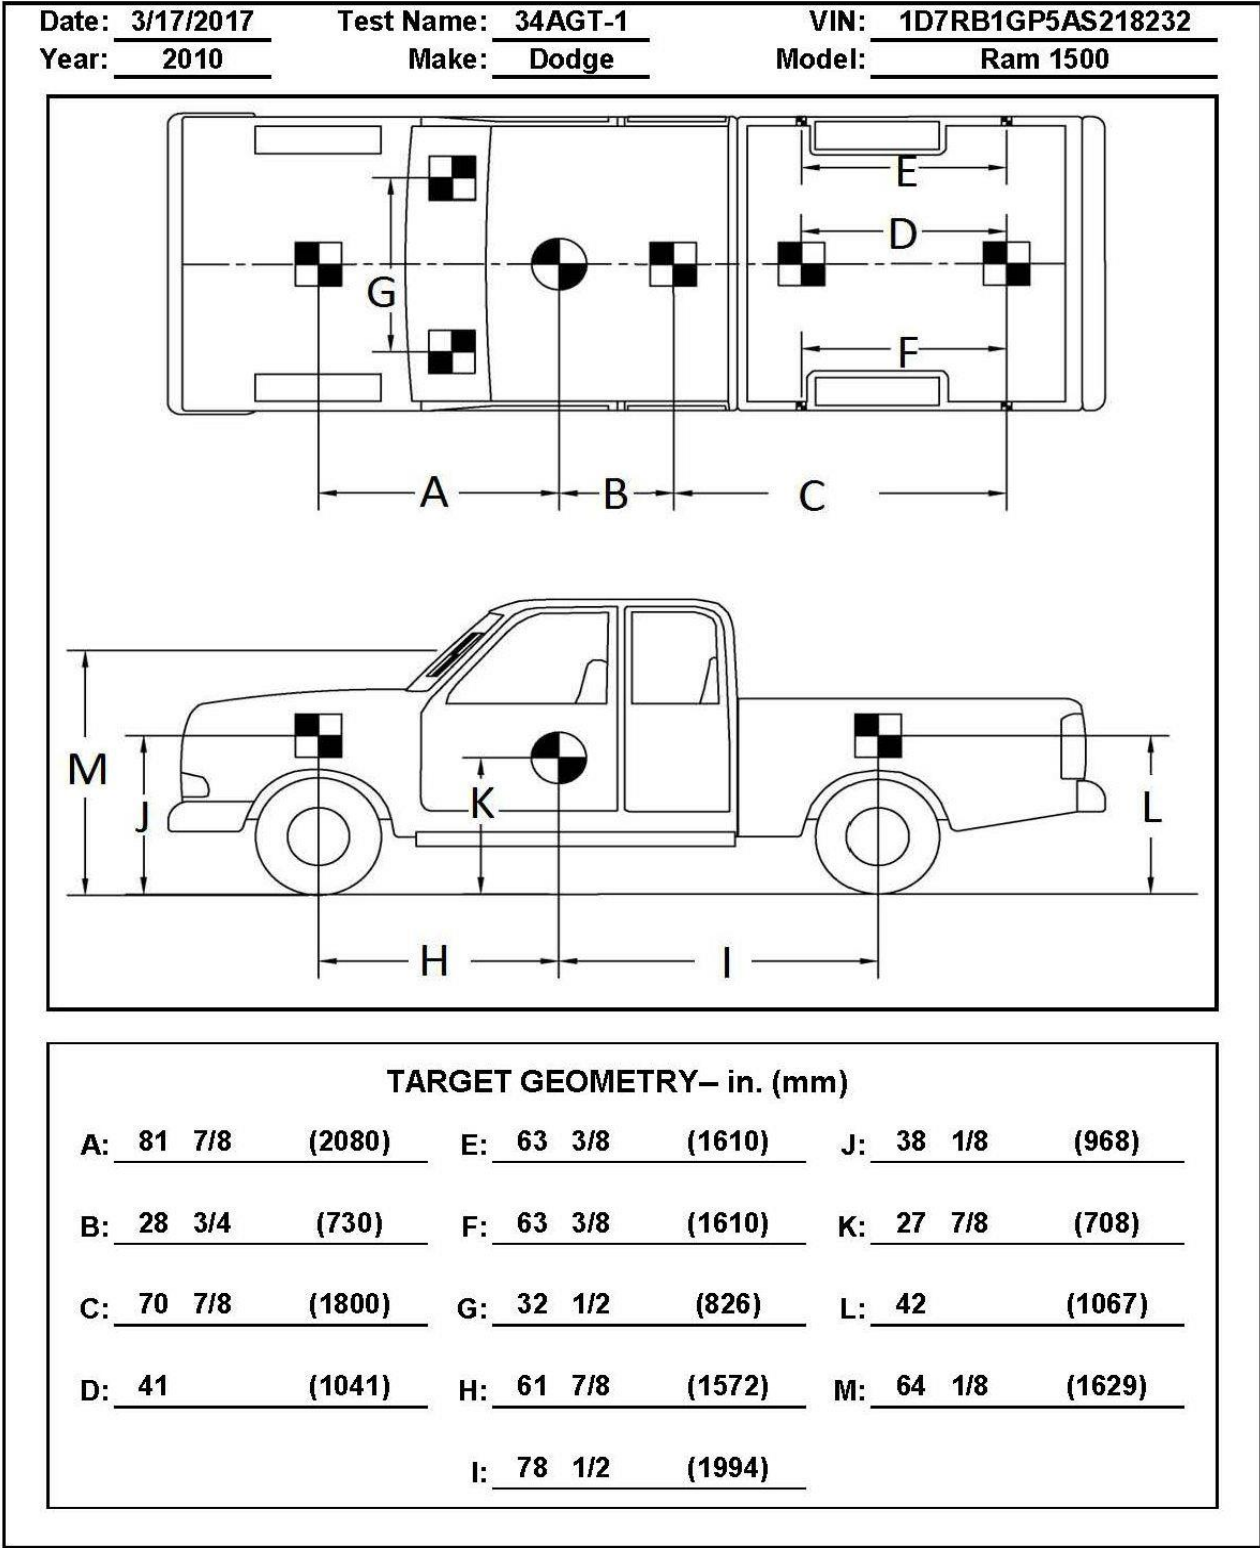 Date: 3/17/2017 Test Name: 34AGT-1 VIN: 1D7RB1GP5AS218232
Year: 2010 Make: Dodge Model: Ram 1500
E
D
G
F
A B C
M
J
K
L
H I
TARGET GEOMETRY– in. (mm)
A: 81 7/8 (2080) E: 63 3/8 (1610) J: 38 1/8 (968)
B: 28 3/4 (730) F: 63 3/8 (1610) K: 27 7/8 (708)
C: 70 7/8 (1800) G: 32 1/2 (826) L: 42 (1067)
D: 41 (1041) H: 61 7/8 (1572) M: 64 1/8 (1629)
I: 78 1/2 (1994)